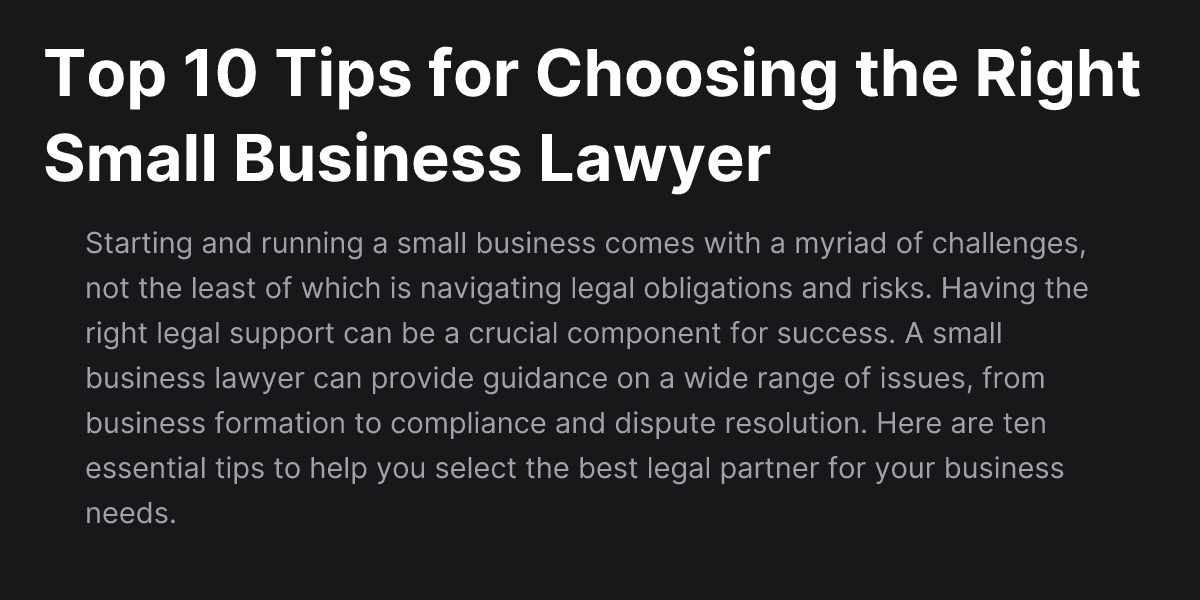 Top 10 Tips for Choosing the Right
Small Business Lawyer
Starting and running a small business comes with a myriad of challenges,
not the least of which is navigating legal obligations and risks. Having the
right legal support can be a crucial component for success. A small
business lawyer can provide guidance on a wide range of issues, from
business formation to compliance and dispute resolution. Here are ten
essential tips to help you select the best legal partner for your business
needs.